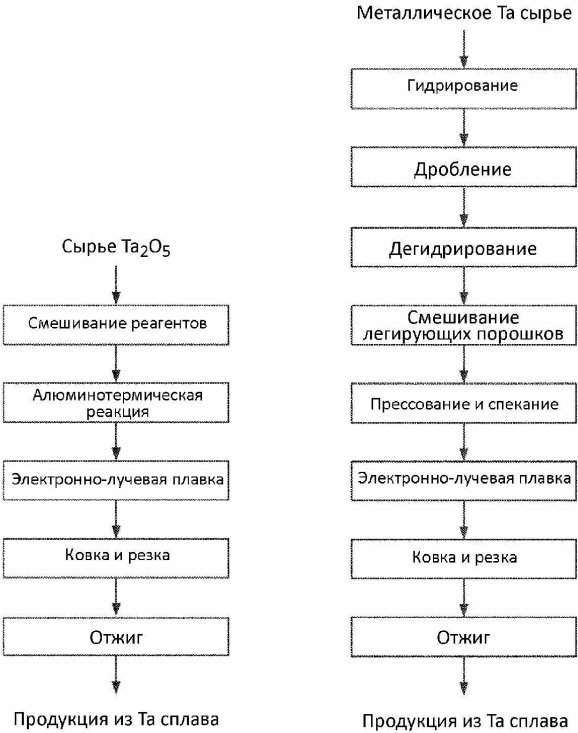 Сырье Ta2O5
Смешивание реагентов
Алюминотермическая
реакция
Электронно-лучевая плавка
Ковка и резка
Отжиг
Продукция из Ta сплава
Металлическое Ta сырье
Гидрирование
Дробление
Дегидрирование
Смешивание
легирующих порошков
Прессование и спекание
Электронно-лучевая плавка
Ковка и резка
Отжиг
Продукция из Ta сплава